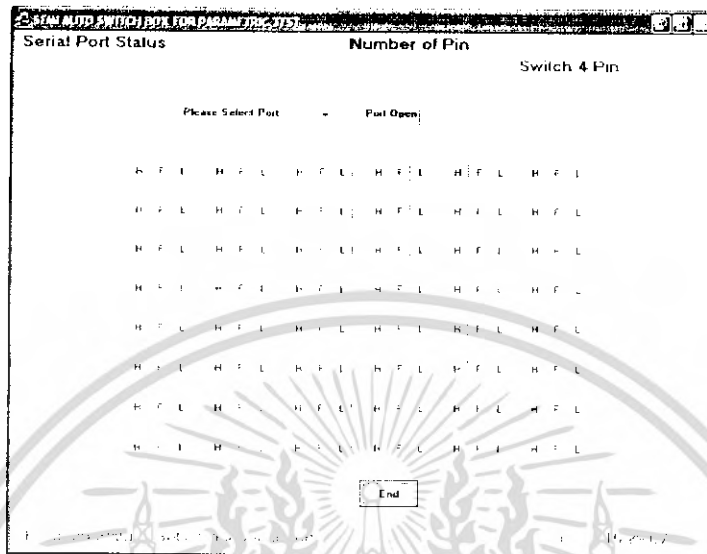 SEMI AUTO SWITCH BOX FOR PARAMETRIC TEST
Serial Port Status Number of Pin
Switch 4 Pin
Please Select Port Port Open
H F L H F L H F L H F L H F L H F L
H F L H F L H F L H F L H F L H F L
H F L H F L H F L H F L H F L H F L
H F L H F L H F L H F L H F L H F L
H F L H F L H F L H F L H F L H F L
H F L H F L H F L H F L H F L H F L
H F L H F L H F L H F L H F L H F L
H F L H F L H F L H F L H F L H F L
End